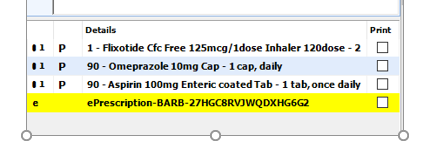 Details Print
1 P 1 - Flixotide Cfc Free 125mcg/1dose Inhaler 120dose - 2
1 P 90 - Omeprazole 10mg Cap - 1 cap, daily
1 P 90 - Aspirin 100mg Enteric coated Tab - 1 tab, once daily
e ePrescription-BARB-27HGC8RVJWQDXHG6G2